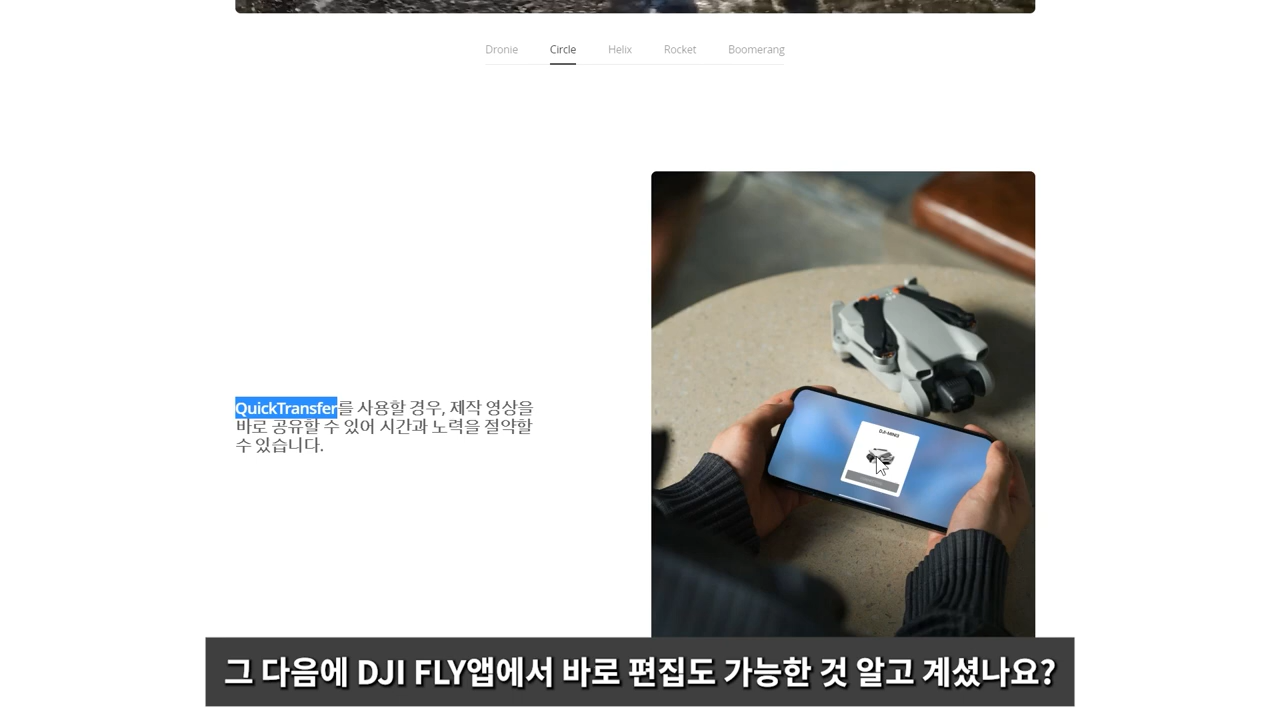 Dronie Circle Helix Rocket Boomerang
QuickTransfer를 사용할 경우, 제작 영상을
바로 공유할 수 있어 시간과 노력을 절약할
수 있습니다.
그 다음에 DJI FLY앱에서 바로 편집도 가능한 것 알고 계셨나요?